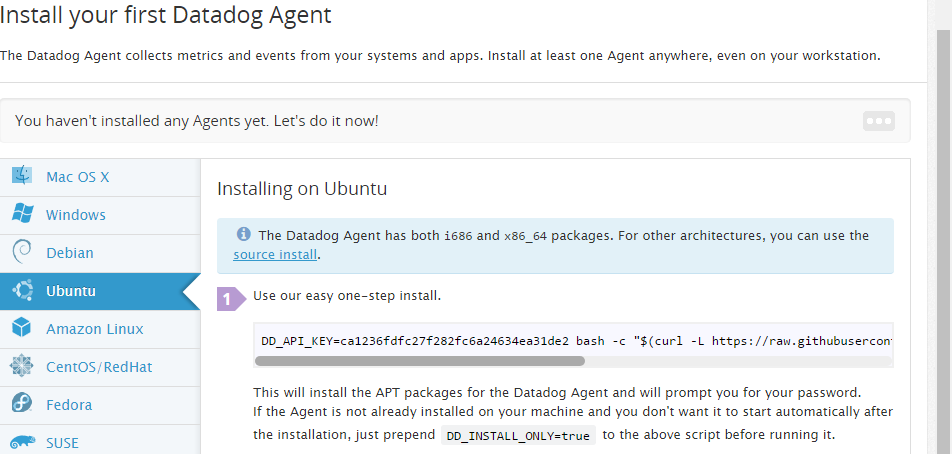 Install your first Datadog Agent
The Datadog Agent collects metrics and events from your systems and apps. Install at least one Agent anywhere, even on your workstation.
You haven't installed any Agents yet. Let's do it now!
Mac OS X
Windows
Debian
Ubuntu
Amazon Linux
CentOS/RedHat
Fedora
SUSE
Installing on Ubuntu
The Datadog Agent has both i686 and x86_64 packages. For other architectures, you can use the
source install.
1 Use our easy one-step install.
DD_API_KEY=ca1236fdfc27f282fc6a24634ea31de2 bash -c "$(curl -L https://raw.githubusercon
This will install the APT packages for the Datadog Agent and will prompt you for your password.
If the Agent is not already installed on your machine and you don't want it to start automatically after
the installation, just prepend DD_INSTALL_ONLY=true to the above script before running it.